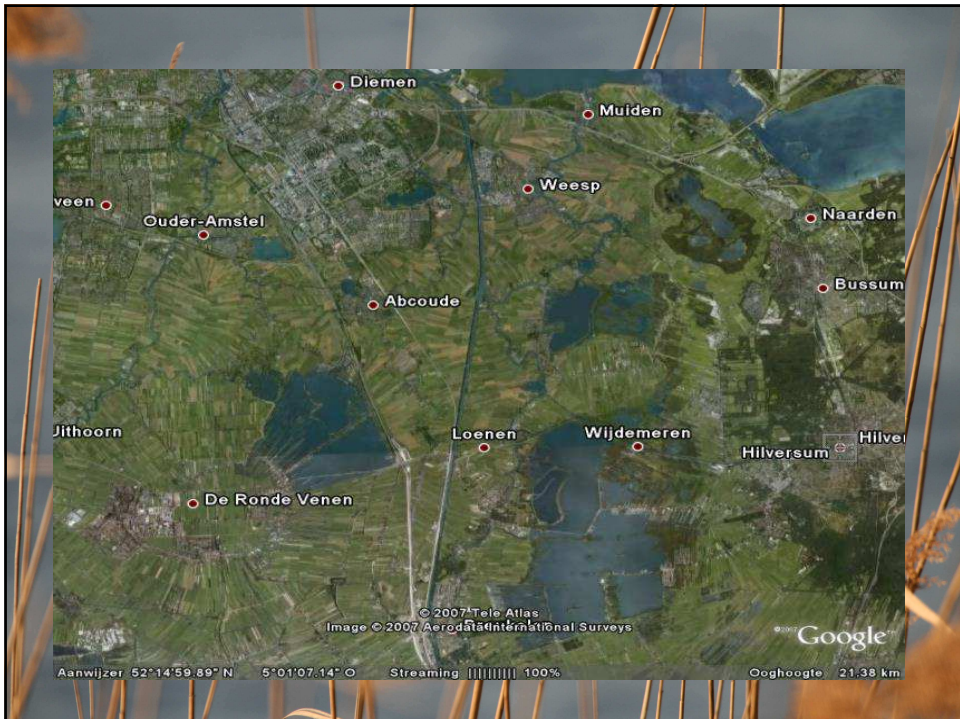 Diemen
Muiden
Weesp
veen
Ouder-Amstel
Naarden
Bussum
Abcoude
Uithoorn
Loenen
Wijdemeren
Hilver
Hilversum
De Ronde Venen
© 2007 Tele Atlas
Image © 2007 Aerodata International Surveys
©2007 Google
Aanwijzer 52°14'59.89" N 5°01'07.14" O Streaming |||||||||| 100% Ooghoogte 21,38 km